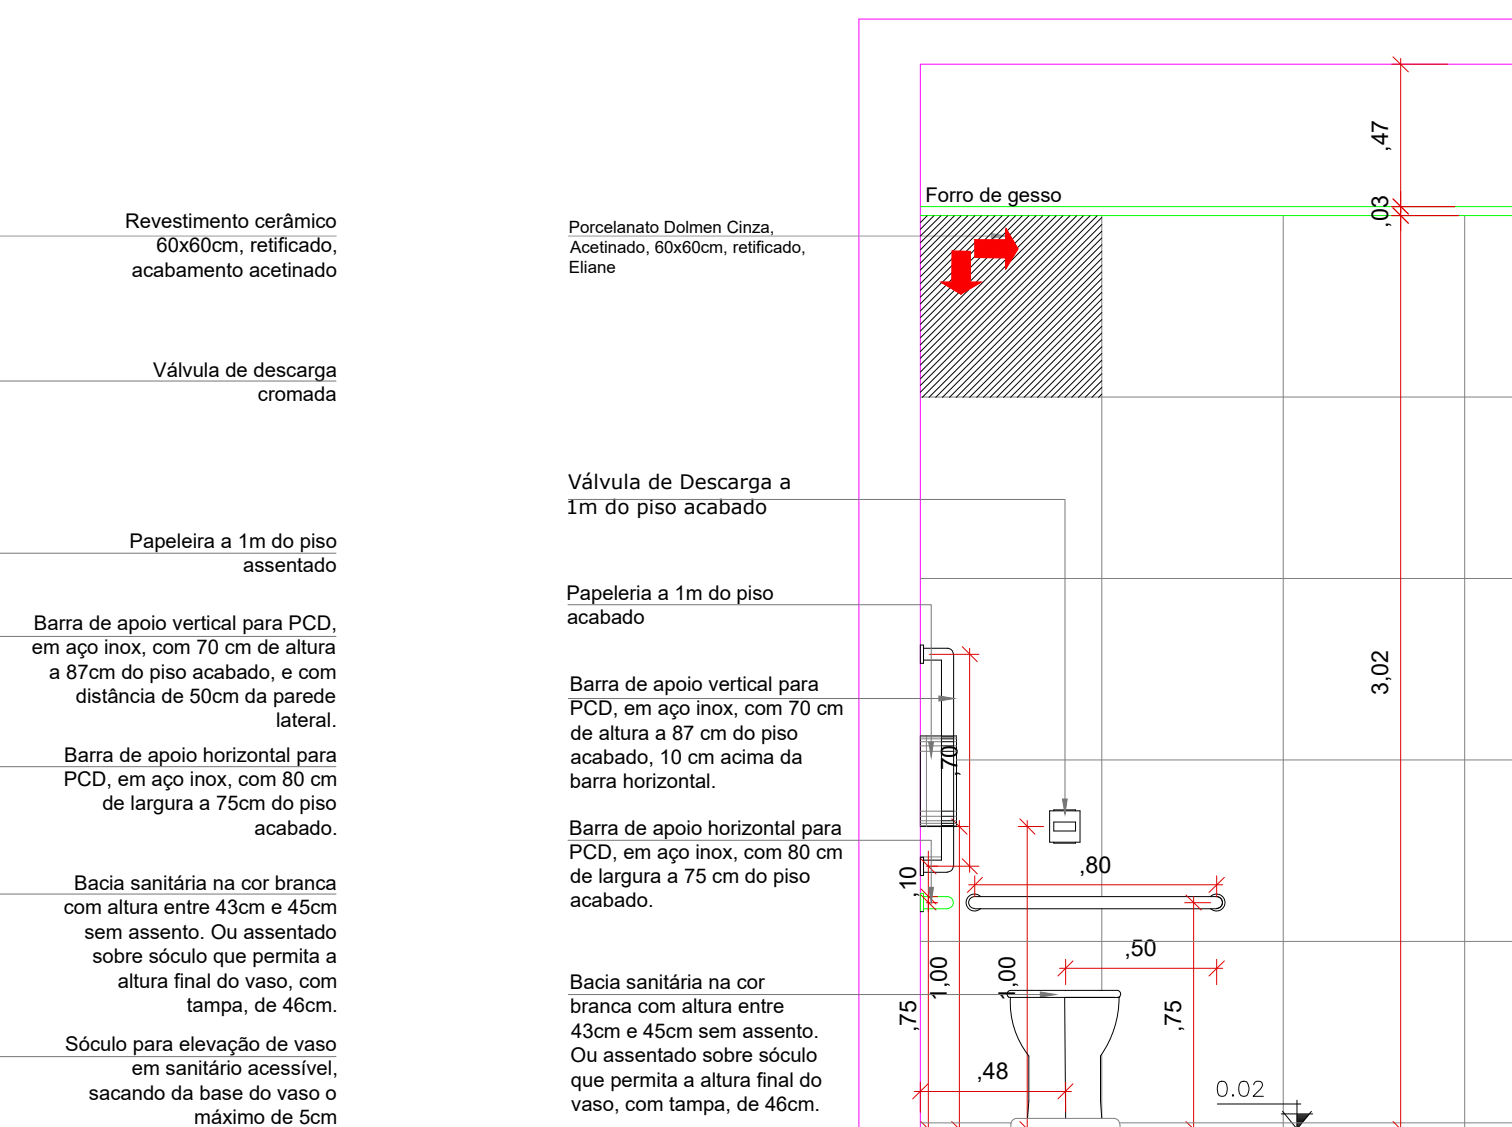 Revestimento cerâmico
60x60cm, retificado,
acabamento acetinado
Válvula de descarga
cromada
Papeleira a 1m do piso
assentado
Barra de apoio vertical para PCD,
em aço inox, com 70 cm de altura
a 87cm do piso acabado, e com
distância de 50cm da parede
lateral.
Barra de apoio horizontal para
PCD, em aço inox, com 80 cm
de largura a 75cm do piso
acabado.
Bacia sanitária na cor branca
com altura entre 43cm e 45cm
sem assento. Ou assentado
sobre sóculo que permita a
altura final do vaso, com
tampa, de 46cm.
Sóculo para elevação de vaso
em sanitário acessível,
sacando da base do vaso o
máximo de 5cm
Porcelanato Dolmen Cinza,
Acetinado, 60x60cm, retificado,
Eliane
Válvula de Descarga a
1m do piso acabado
Papeleria a 1m do piso
acabado
Barra de apoio vertical para
PCD, em aço inox, com 70 cm
de altura a 87 cm do piso
acabado, 10 cm acima da
barra horizontal.
Barra de apoio horizontal para
PCD, em aço inox, com 80 cm
de largura a 75 cm do piso
acabado.
Bacia sanitária na cor
branca com altura entre
43cm e 45cm sem assento.
Ou assentado sobre sóculo
que permita a altura final do
vaso, com tampa, de 46cm.
Forro de gesso
,47
,03
3,02
,70
,10
,80
,50
1,00
1,00
,75
,75
,48
0.02